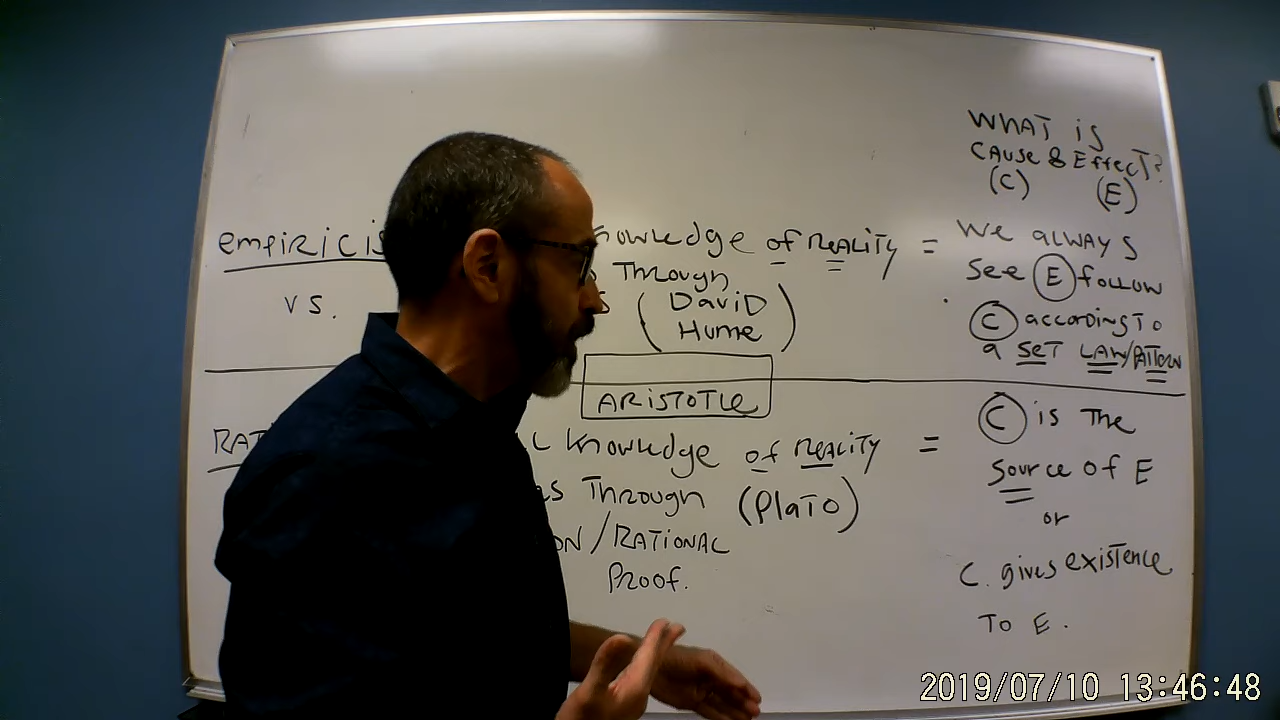 WHAT is
CAUSE & EFFECT?
(C) (E)
EMPIRICIS
KNOWLEDGE OF REALITY =
VS.
THROUGH
(DAVID
HUME)
WE ALWAYS
SEE E FOLLOW
C ACCORDING TO
a SET LAW/PATTERN
ARISTOTLE
RAT
L KNOWLEDGE OF REALITY =
THROUGH (PLATO)
ON/RATIONAL
PROOF.
C is THE
SOURCE OF E
or
C. gives EXISTENCE
TO E.
2019/07/10 13:46:48